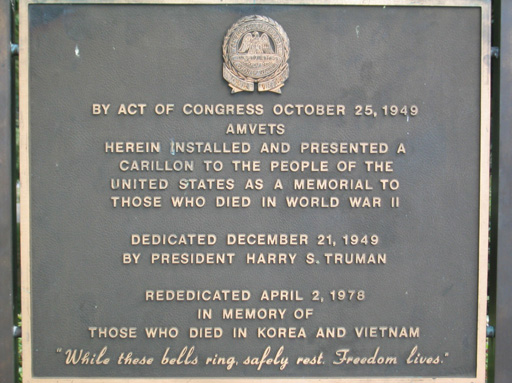 BY ACT OF CONGRESS OCTOBER 25, 1949
AMVETS
HEREIN INSTALLED AND PRESENTED A
CARILLON TO THE PEOPLE OF THE
UNITED STATES AS A MEMORIAL TO
THOSE WHO DIED IN WORLD WAR II
DEDICATED DECEMBER 21, 1949
BY PRESIDENT HARRY S. TRUMAN
REDEDICATED APRIL 2, 1978
IN MEMORY OF
THOSE WHO DIED IN KOREA AND VIETNAM
"While these bells ring, safely rest. Freedom lives."